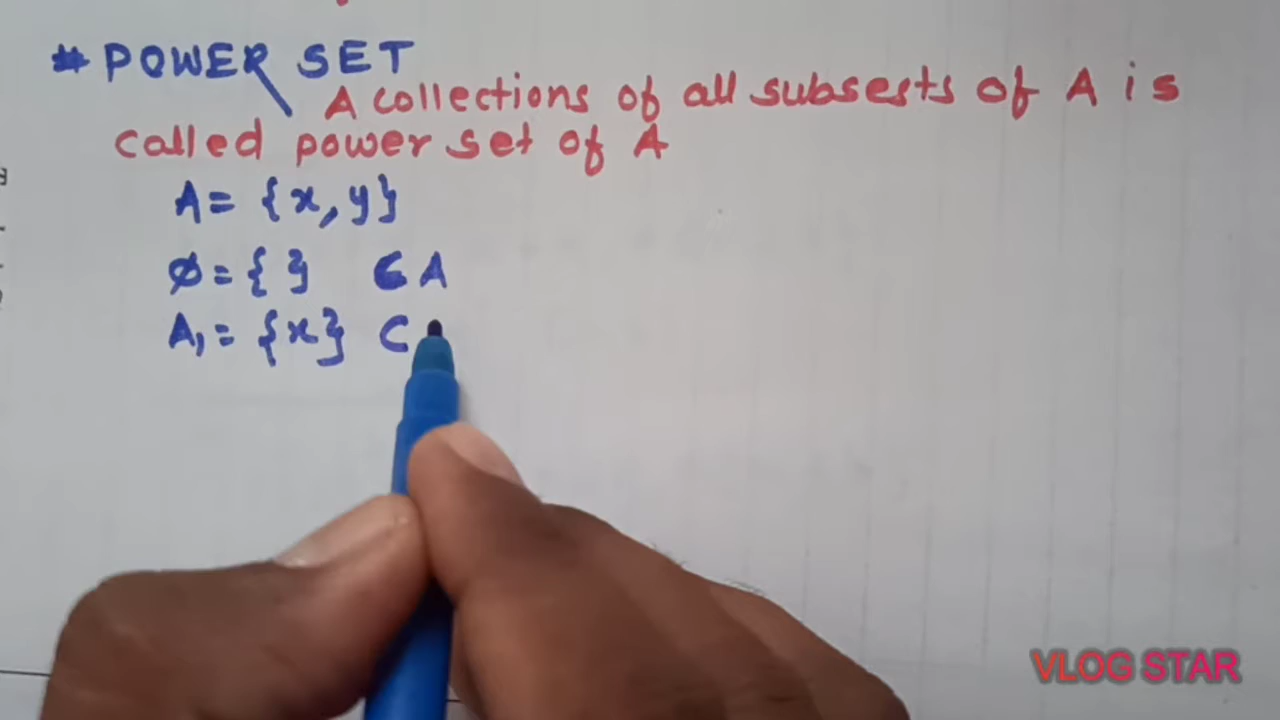 * POWER SET
A collections of all subsests of A is
called power set of A
A = {x, y}
∅ = { } ⊂ A
A₁ = {x} ⊂
VLOG STAR